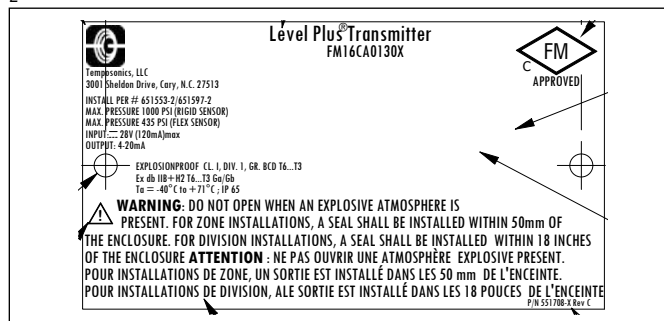 Level Plus® Transmitter
FM16CA0130X
FM
C
APPROVED
Temposonics, LLC
3001 Sheldon Drive, Cary, N.C. 27513
INSTALL PER # 651553-2/651597-2
MAX. PRESSURE 1000 PSI (RIGID SENSOR)
MAX. PRESSURE 435 PSI (FLEX SENSOR)
INPUT: 28V (120mA)max
OUTPUT: 4-20mA
EXPLOSIONPROOF CL. I, DIV. 1, GR. BCD T6...T3
Ex db IIB+H2 T6...T3 Ga/Gb
Ta = -40°C to +71°C ; IP 65
WARNING: DO NOT OPEN WHEN AN EXPLOSIVE ATMOSPHERE IS
PRESENT. FOR ZONE INSTALLATIONS, A SEAL SHALL BE INSTALLED WITHIN 50mm OF
THE ENCLOSURE. FOR DIVISION INSTALLATIONS, A SEAL SHALL BE INSTALLED WITHIN 18 INCHES
OF THE ENCLOSURE ATTENTION : NE PAS OUVRIR UNE ATMOSPHÈRE EXPLOSIVE PRESENT.
POUR INSTALLATIONS DE ZONE, UN SORTIE EST INSTALLÉ DANS LES 50 mm DE L'ENCEINTE.
POUR INSTALLATIONS DE DIVISION, ALE SORTIE EST INSTALLÉ DANS LES 18 POUCES DE L'ENCEINTE
P/N 551708-X Rev C